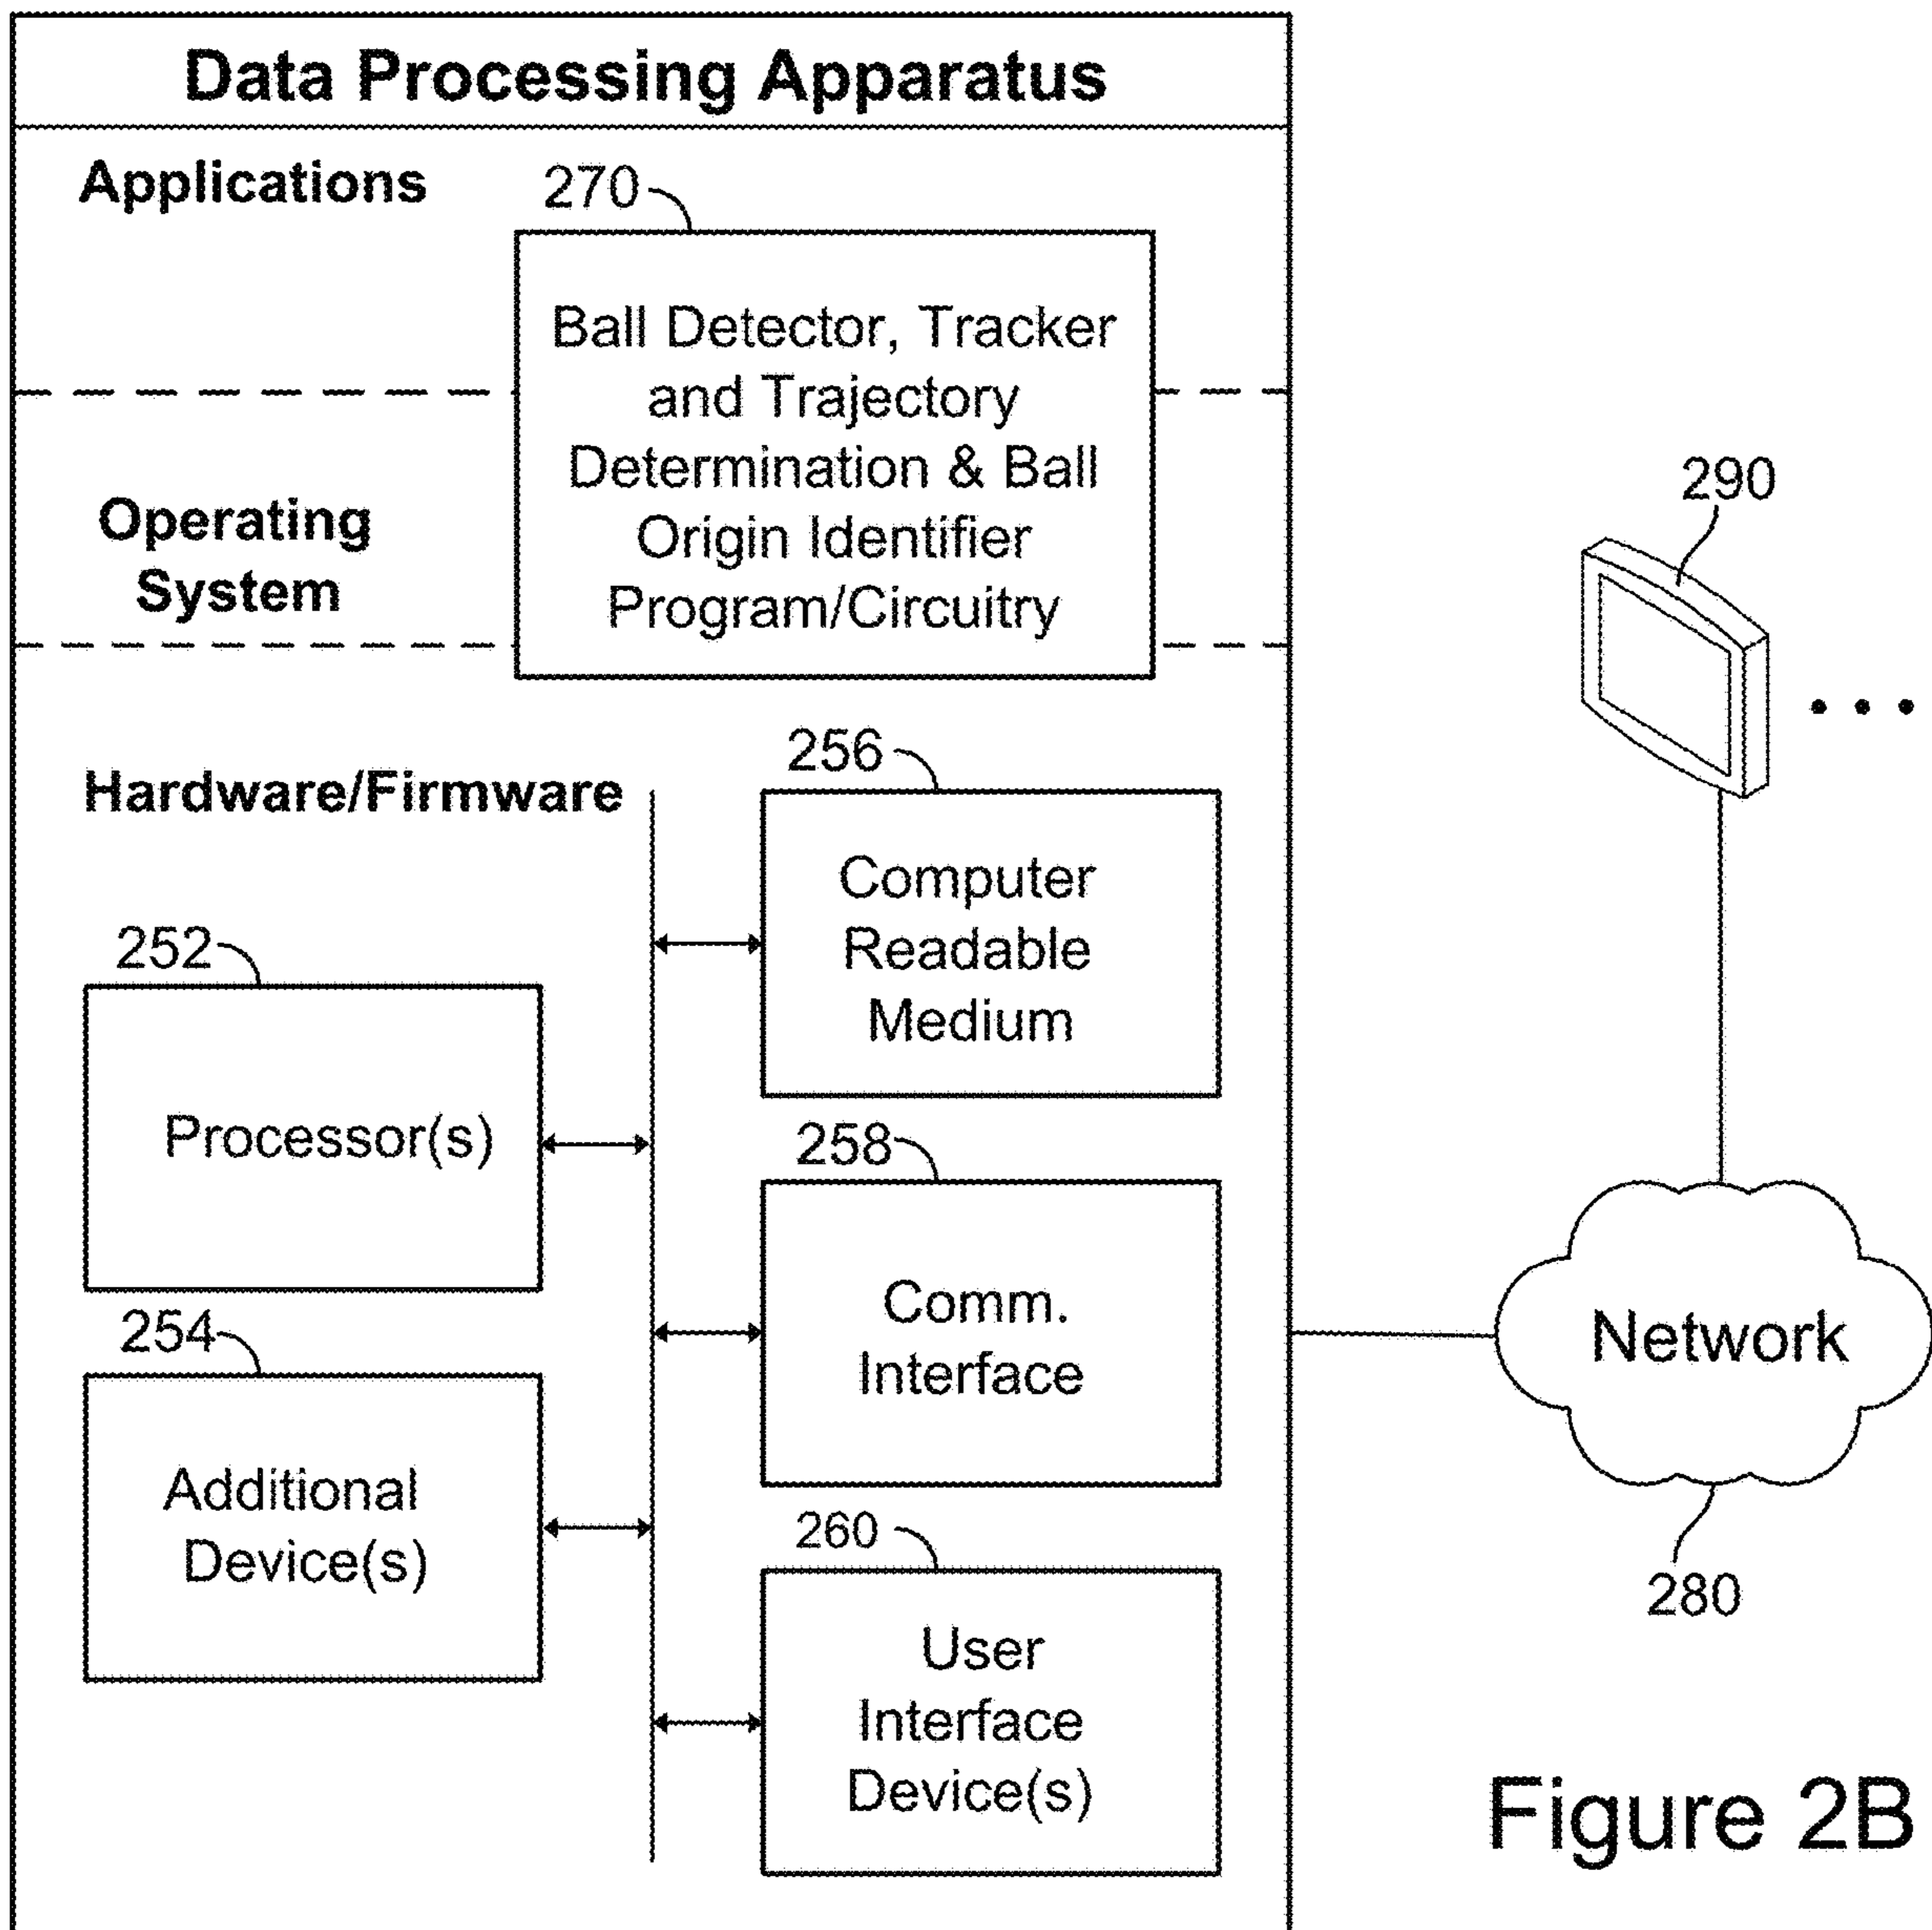 Data Processing Apparatus
Applications
270
Ball Detector, Tracker
and Trajectory
Determination & Ball
Origin Identifier
Program/Circuitry
Operating
System
Hardware/Firmware
256
Computer
Readable
Medium
252
Processor(s)
258
Comm.
Interface
254
Additional
Device(s)
260
User
Interface
Device(s)
290
Network
280
Figure 2B